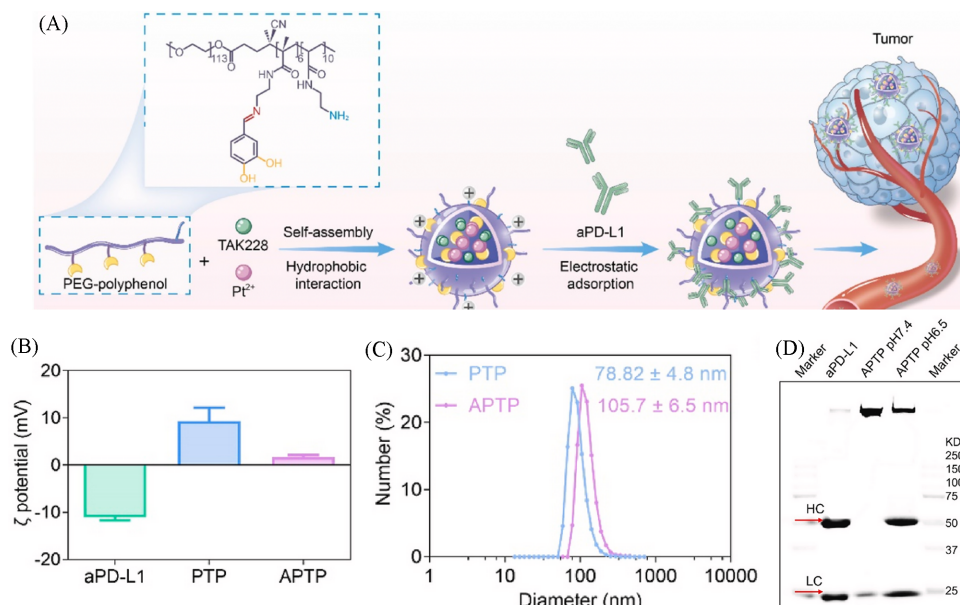 (A)
CN
O
O
113
O
6
10
O
O
NH
HN
N
NH₂
OH
OH
Tumor
PEG-polyphenol
+
TAK228
Pt²⁺
Self-assembly
Hydrophobic
interaction
aPD-L1
Electrostatic
adsorption
(B)
ζ potential (mV)
20
10
0
-10
-20
aPD-L1
PTP
APTP
(C)
Number (%)
30
20
10
0
PTP 78.82 ± 4.8 nm
APTP 105.7 ± 6.5 nm
1
10
100
1000
10000
Diameter (nm)
(D)
Marker
aPD-L1
APTP pH7.4
APTP pH6.5
Marker
KD
250
150
100
75
HC
50
37
LC
25